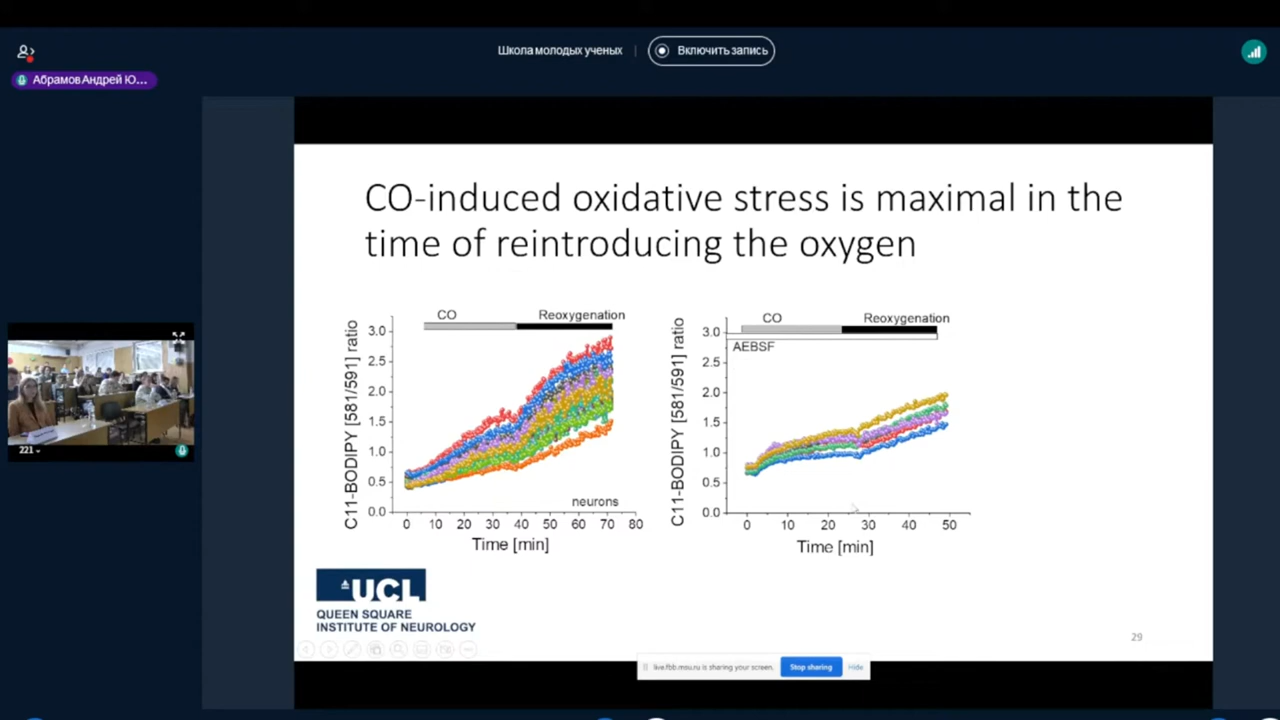 Школа молодых ученых
Включить запись
Абрамов Андрей Ю...
CO-induced oxidative stress is maximal in the
time of reintroducing the oxygen
CO
Reoxygenation
C11-BODIPY [581/591] ratio
3.0
2.5
2.0
1.5
1.0
0.5
0.0
neurons
0 10 20 30 40 50 60 70 80
Time [min]
CO
Reoxygenation
AEBSF
C11-BODIPY [581/591] ratio
3.0
2.5
2.0
1.5
1.0
0.5
0.0
0 10 20 30 40 50
Time [min]
221
UCL
QUEEN SQUARE
INSTITUTE OF NEUROLOGY
29
live.fbb.msu.ru is sharing your screen.
Stop sharing
Hide